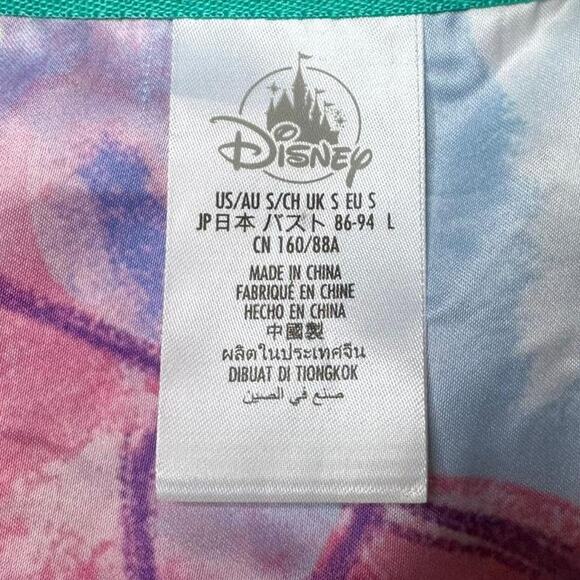 Disney
US/AU S/CH UK S EU S
JP日本 バスト 86-94 L
CN 160/88A
MADE IN CHINA
FABRIQUÉ EN CHINE
HECHO EN CHINA
中國製
ผลิตในประเทศจีน
DIBUAT DI TIONGKOK
صنع في الصين